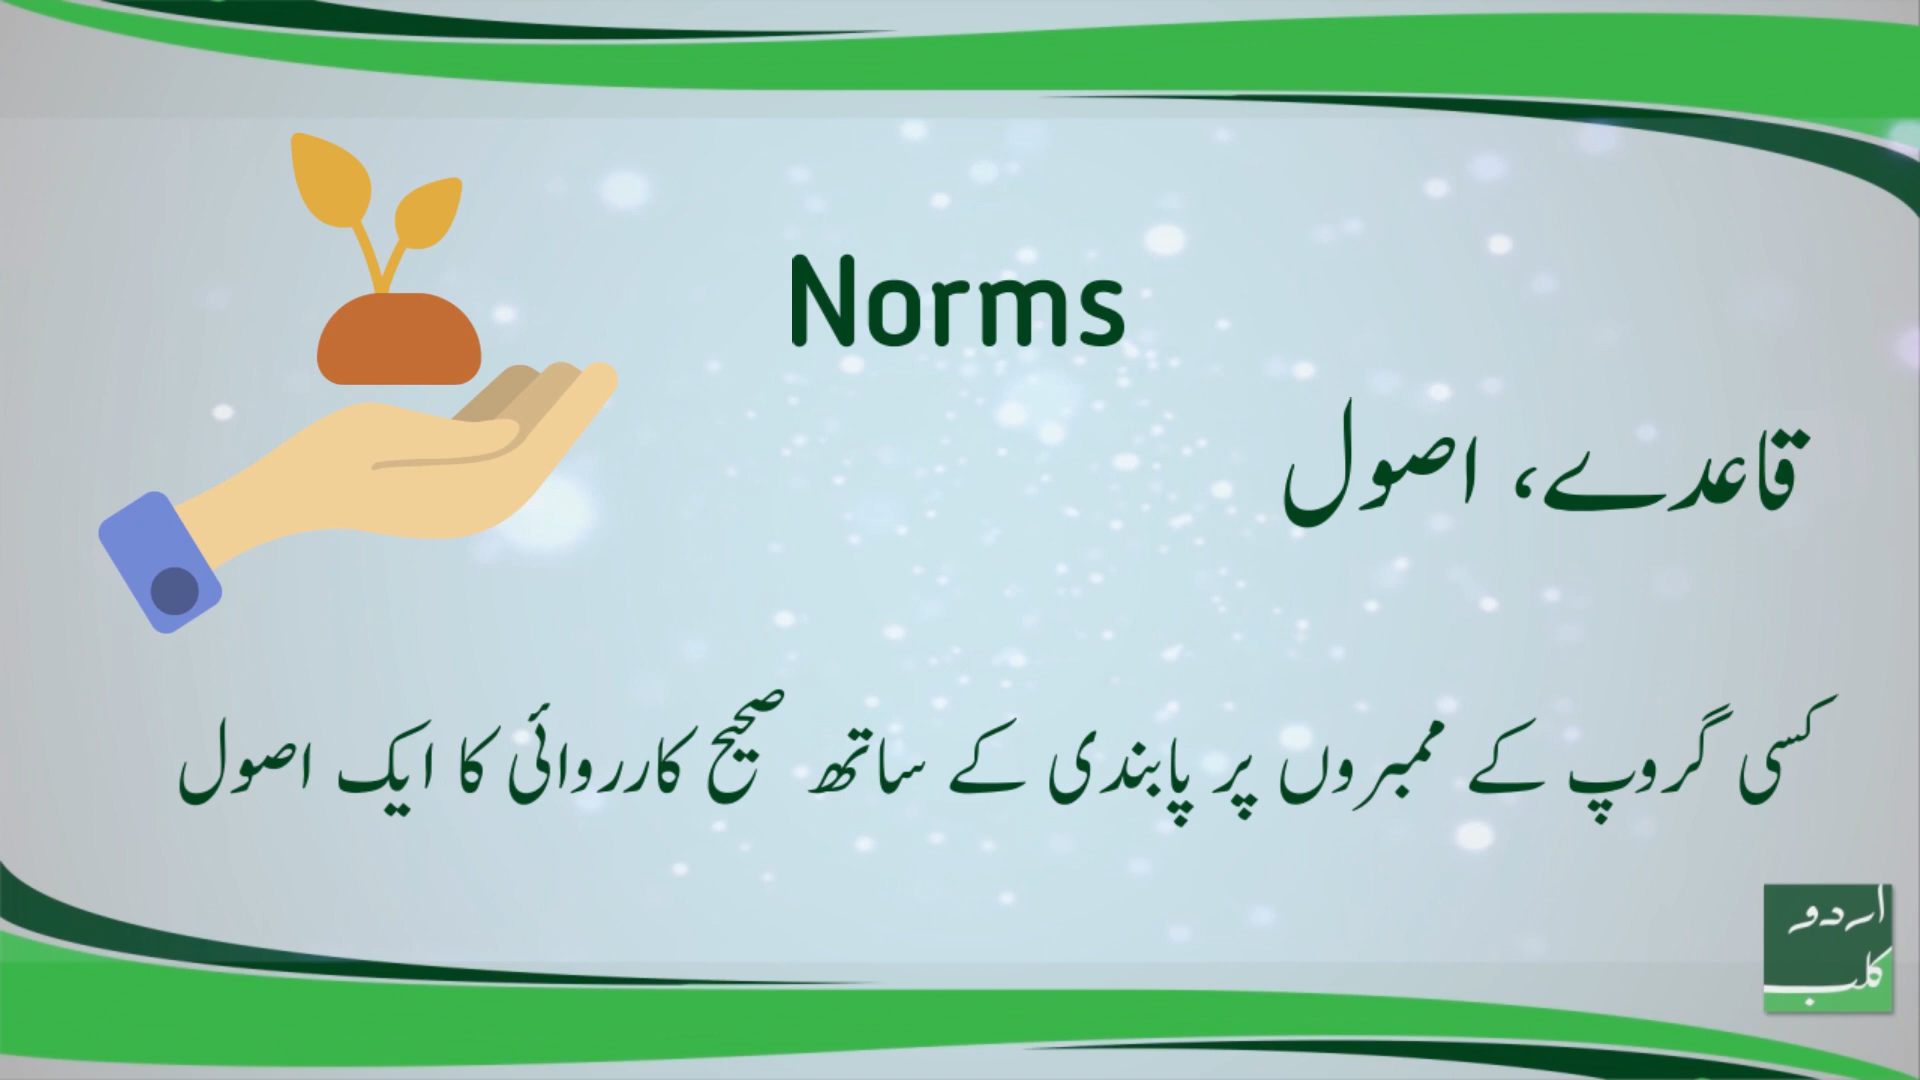 Norms
قاعدے، اصول
کسی گروپ کے ممبروں پر پابندی کے ساتھ صحیح کارروائی کا ایک اصول
اردو
کلب